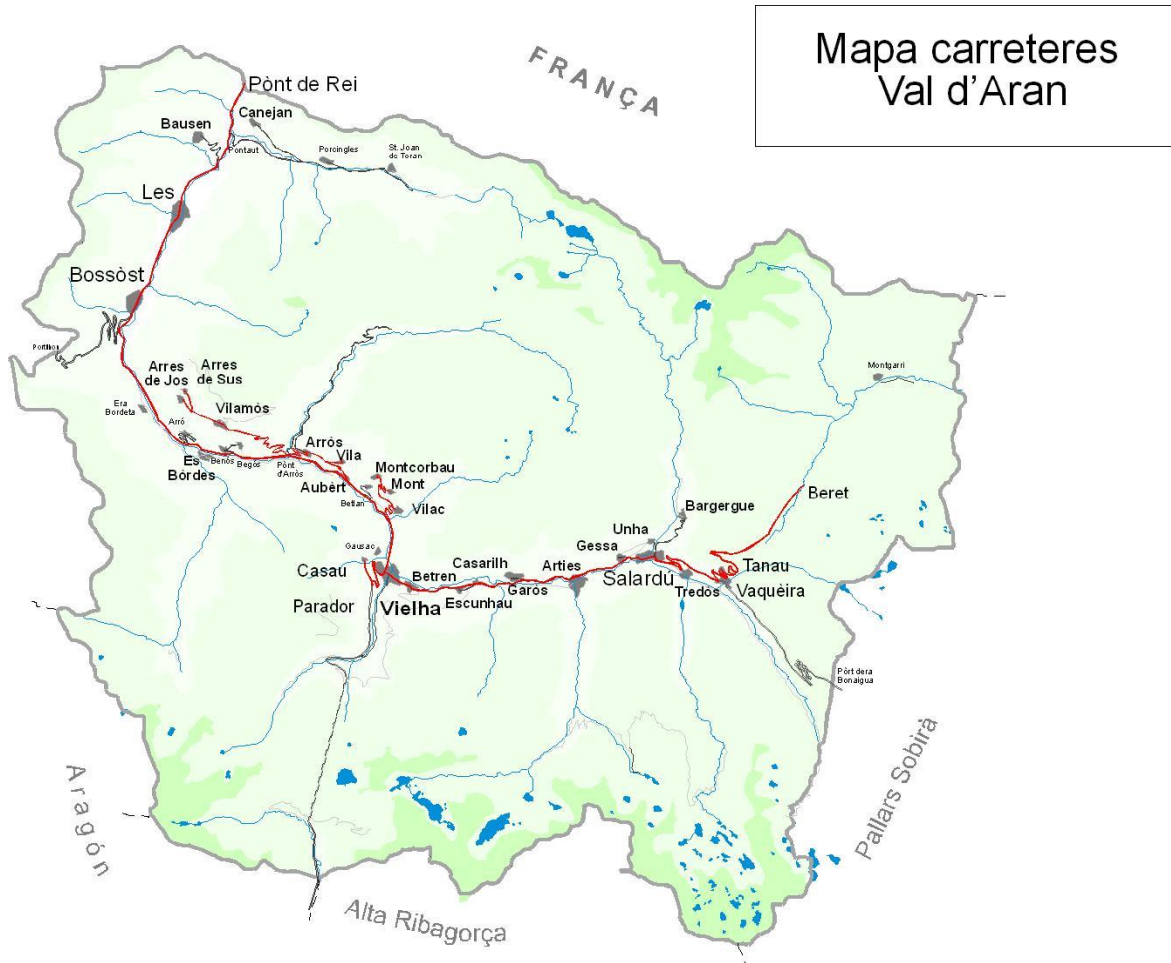 Mapa carreteres
Val d'Aran
FRANÇA
Pònt de Rei
Canejan
Bausen
Pontaut
Porcingles
St. Joan
de Toran
Les
Bossòst
Portilhon
Arres
de Jos
Arres
de Sus
Era
Bordeta
Vilamòs
Arró
Es
Bòrdes
Benòs
Begós
Pònt
d'Arròs
Arròs
Vila
Aubèrt
Betlan
Montcorbau
Mont
Vilac
Montgarri
Beret
Bargergue
Unha
Gessa
Salardú
Tredòs
Tanau
Vaquèira
Gausac
Casau
Parador
Vielha
Betren
Escunhau
Casarilh
Garòs
Arties
Pòrt dera
Bonaigua
Aragón
Alta Ribagorça
Pallars Sobirà